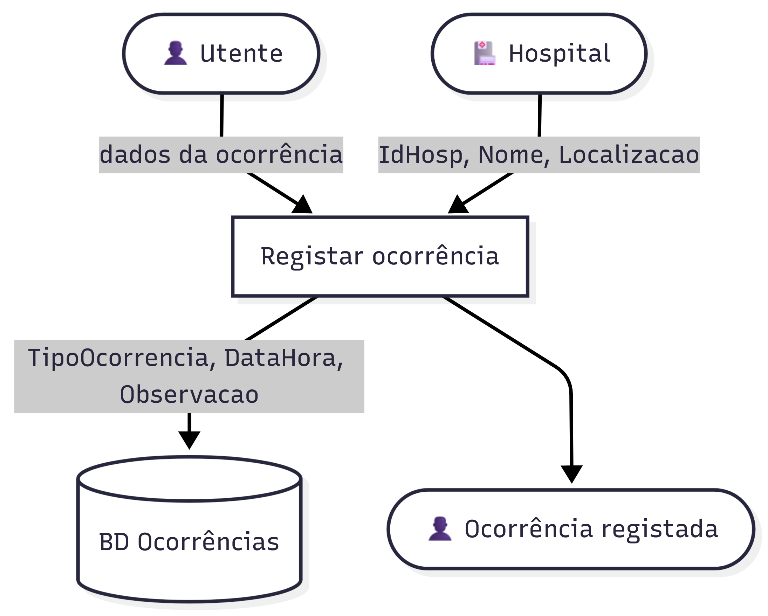 Utente
Hospital
dados da ocorrência
IdHosp, Nome, Localizacao
Registar ocorrência
TipoOcorrencia, DataHora,
Observacao
BD Ocorrências
Ocorrência registada